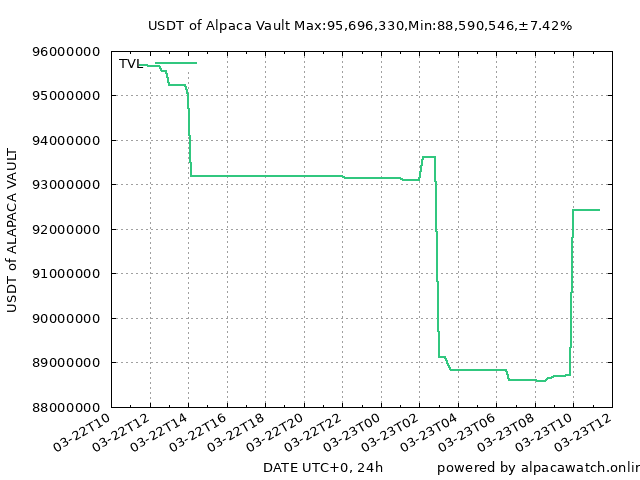 USDT of Alpaca Vault Max:95,696,330,Min:88,590,546,±7.42%
96000000
TVL
95000000
94000000
93000000
92000000
91000000
90000000
89000000
88000000
USDT of ALAPACA VAULT
03-22T10
03-22T12
03-22T14
03-22T16
03-22T18
03-22T20
03-22T22
03-23T00
03-23T02
03-23T04
03-23T06
03-23T08
03-23T10
03-23T12
DATE UTC+0, 24h
powered by alpacawatch.onlin